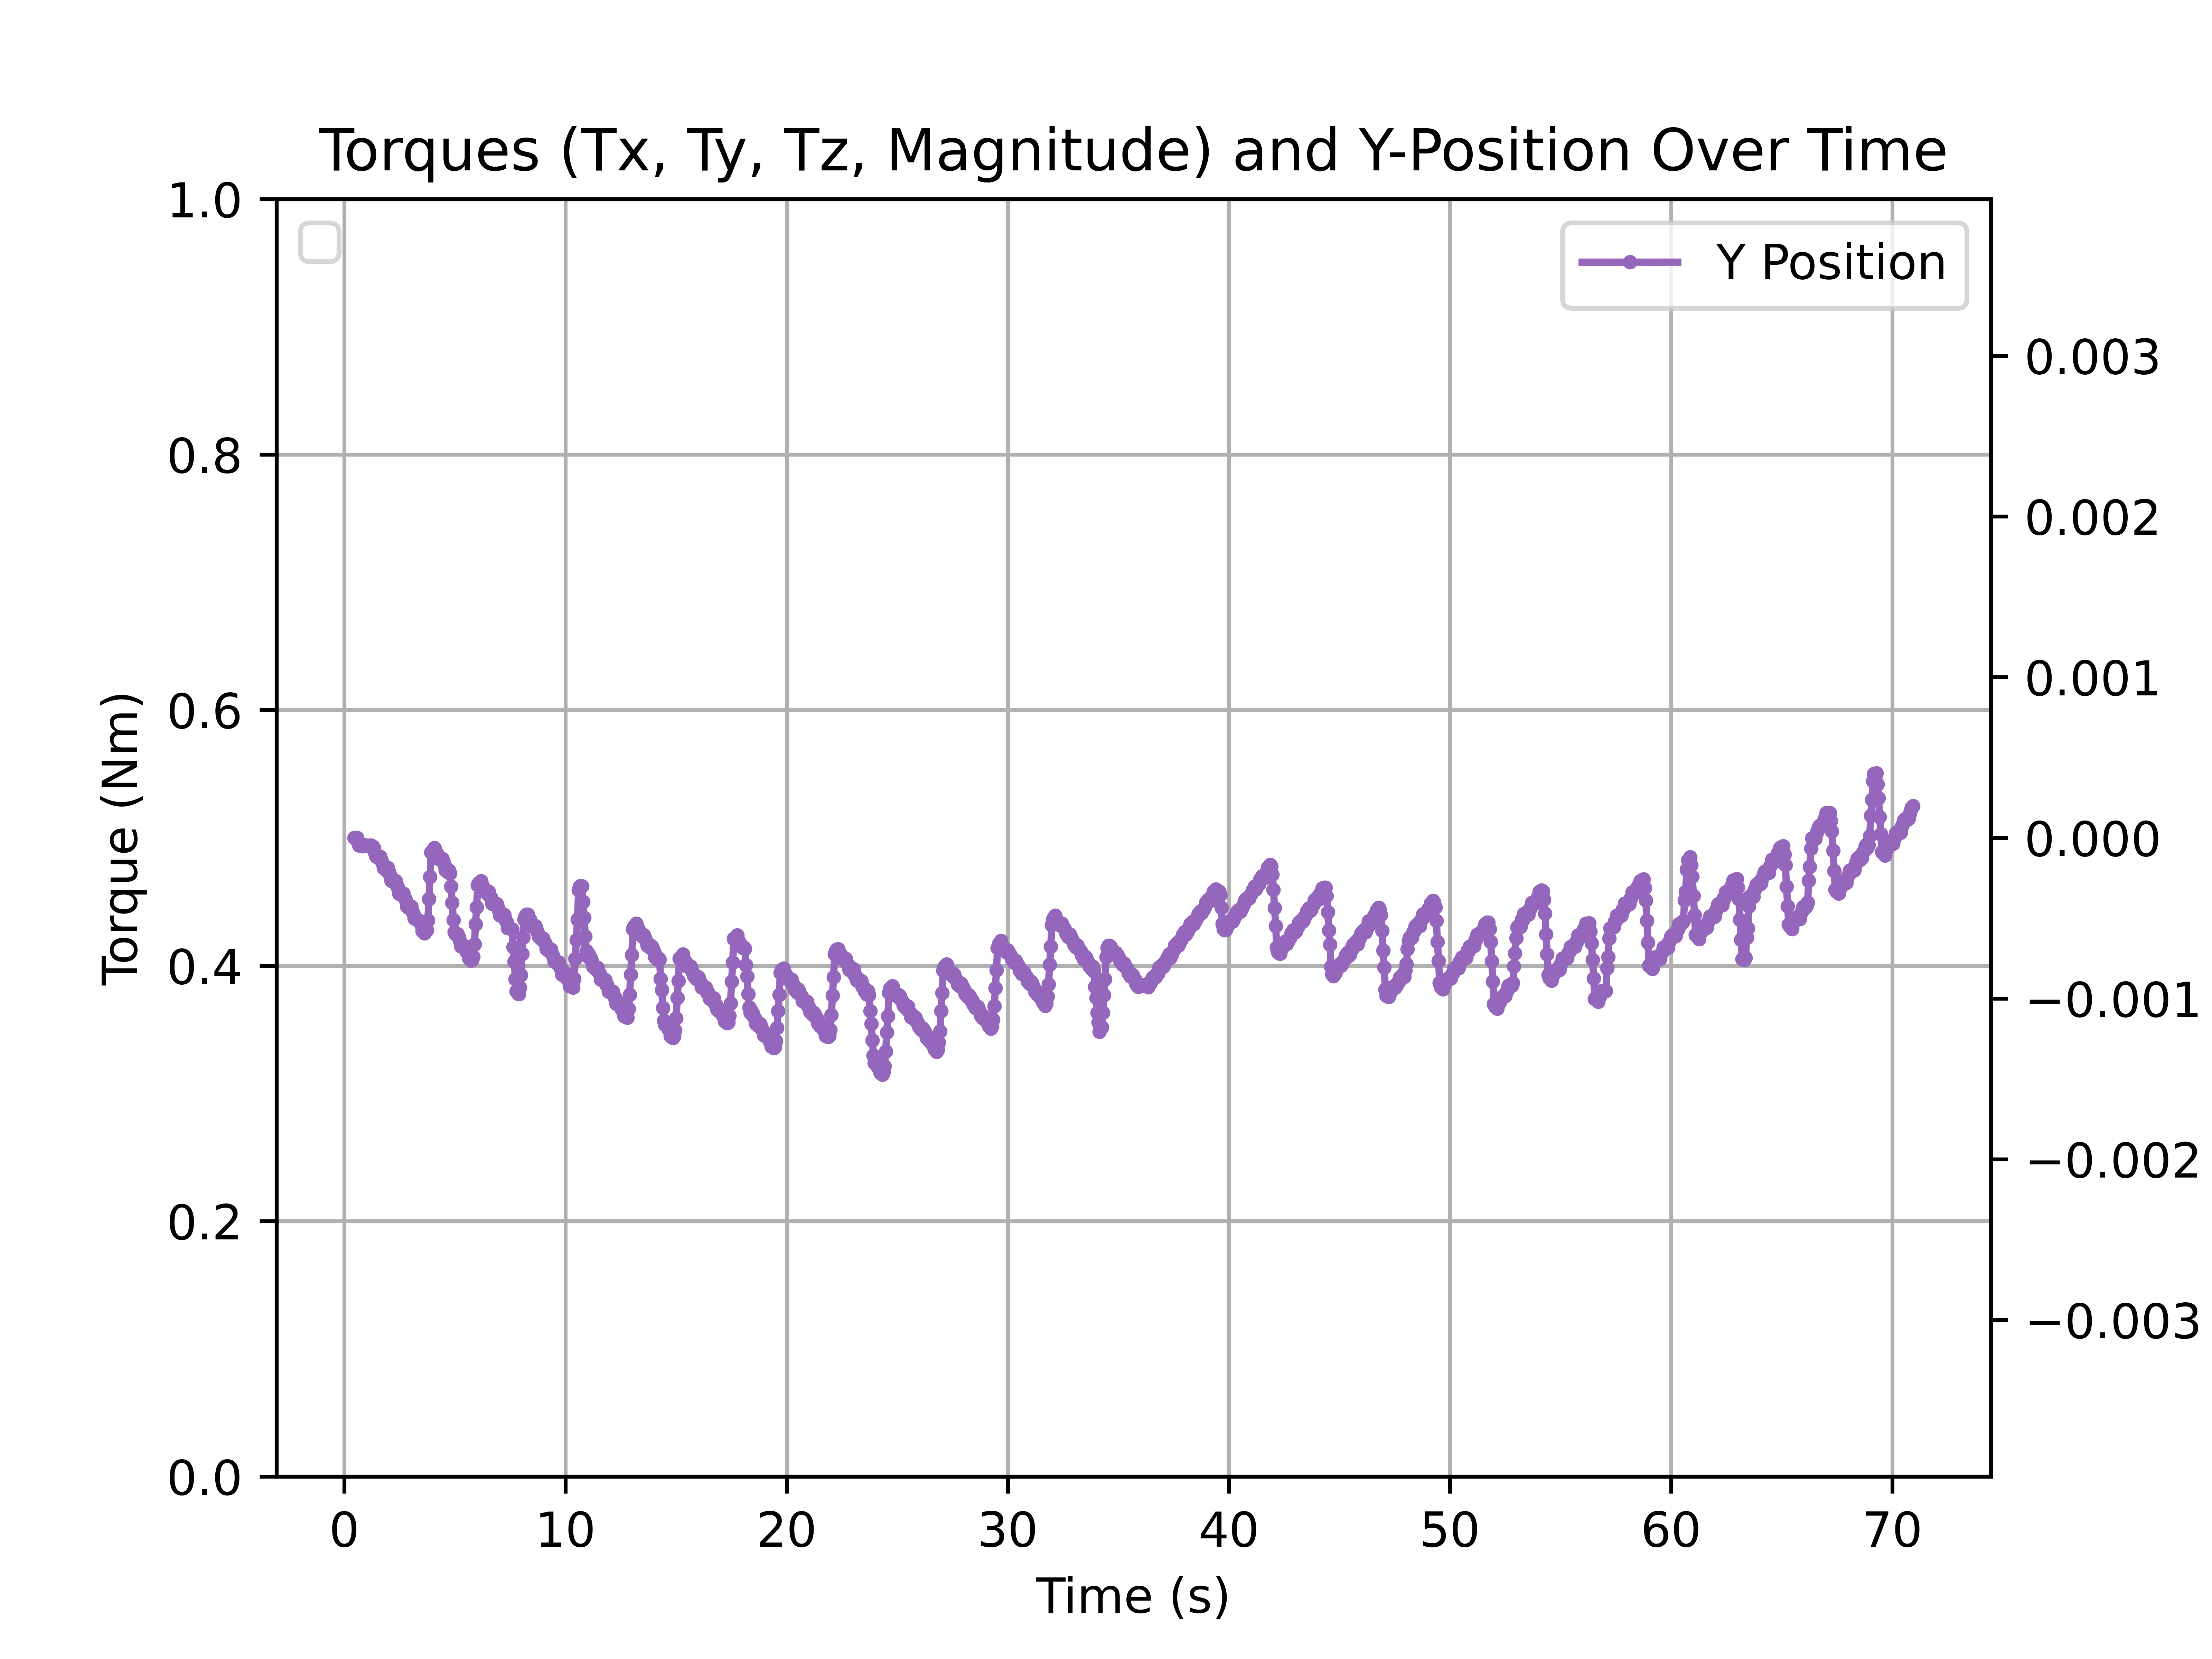 Torques (Tx, Ty, Tz, Magnitude) and Y-Position Over Time
Y Position
Torque (Nm)
1.0
0.8
0.6
0.4
0.2
0.0
0.003
0.002
0.001
0.000
−0.001
−0.002
−0.003
0 10 20 30 40 50 60 70
Time (s)